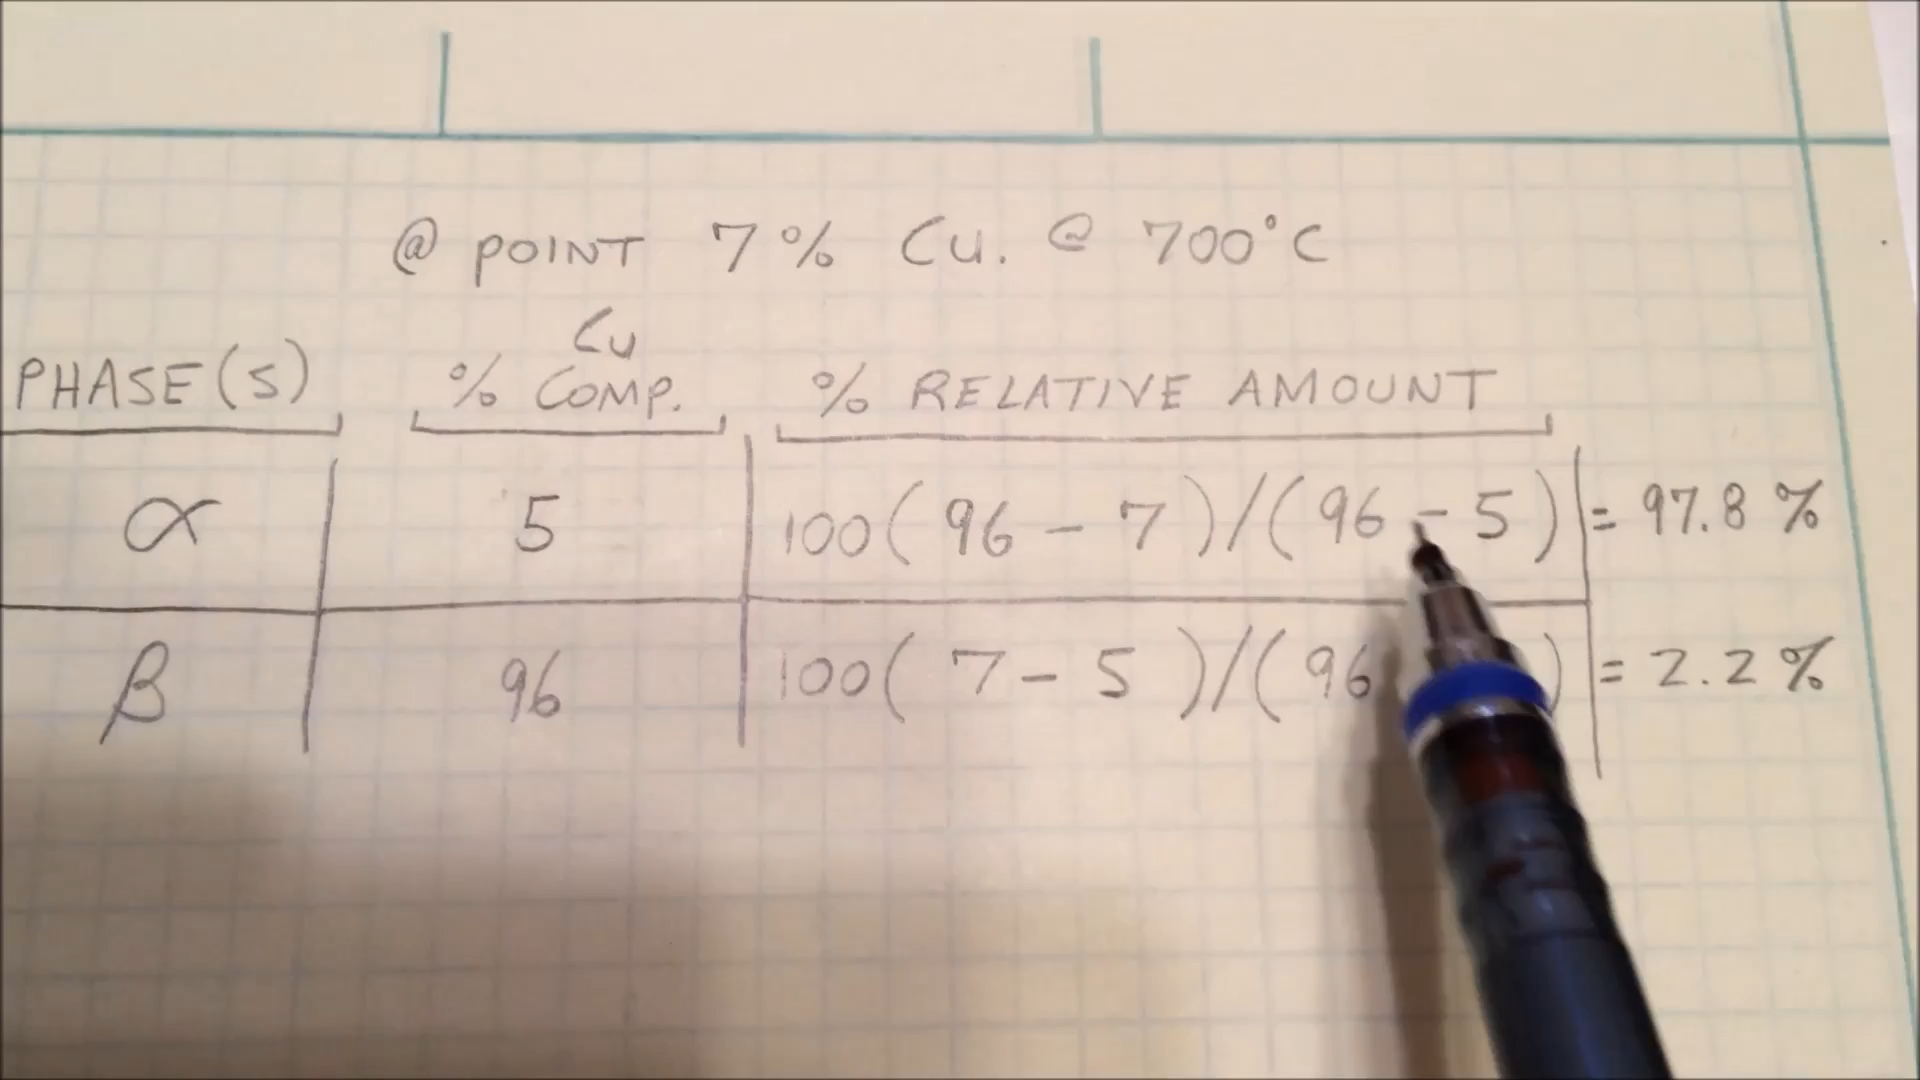 @ POINT 7% Cu. @ 700°C
PHASE(S) % Cu COMP. % RELATIVE AMOUNT
α 5 100(96-7)/(96-5) = 97.8%
β 96 100(7-5)/(96 ) = 2.2%